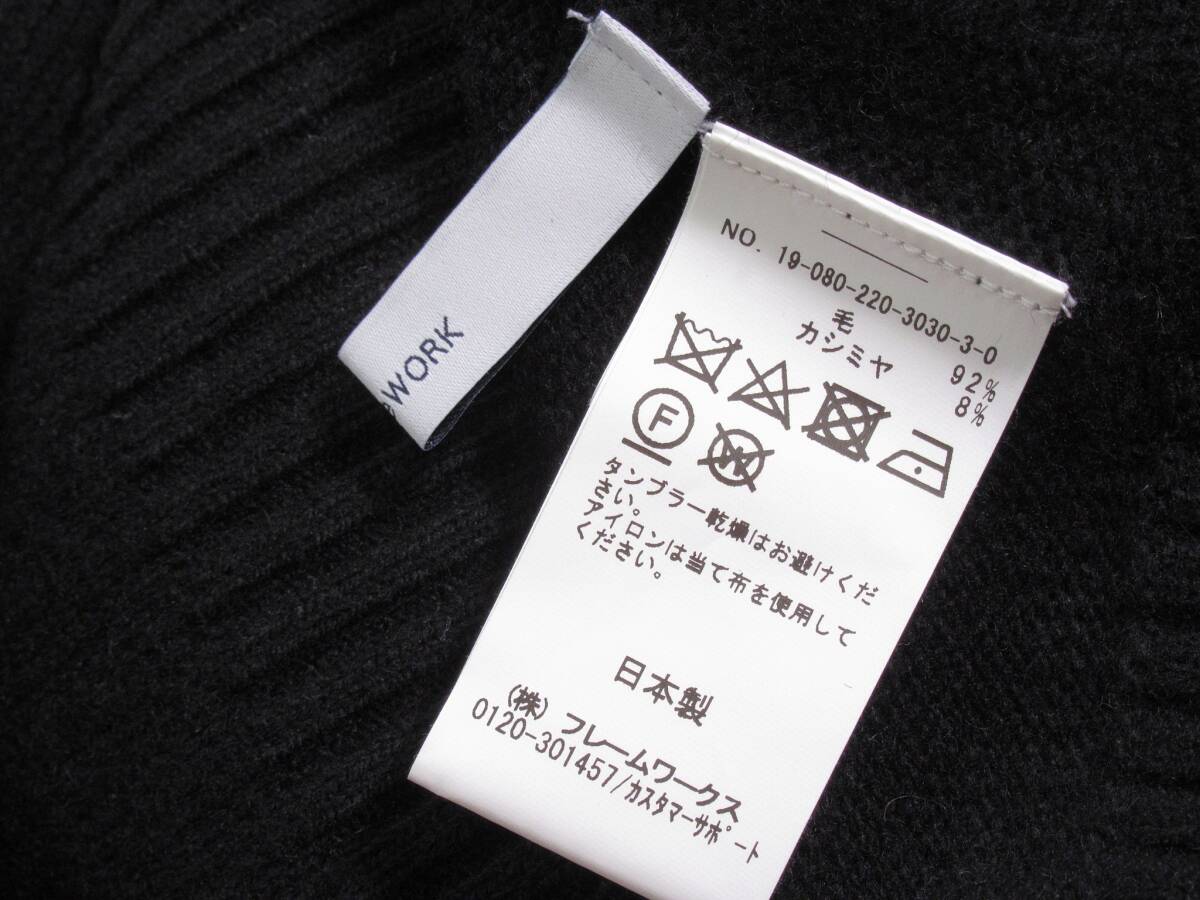 WORK
NO. 19-080-220-3030-3-0
毛 92%
カシミヤ 8%
F
W
タンブラー乾燥はお避けくだ
さい。
アイロンは当て布を使用して
ください。
日本製
(株)フレームワークス
0120-301457/カスタマーサポート